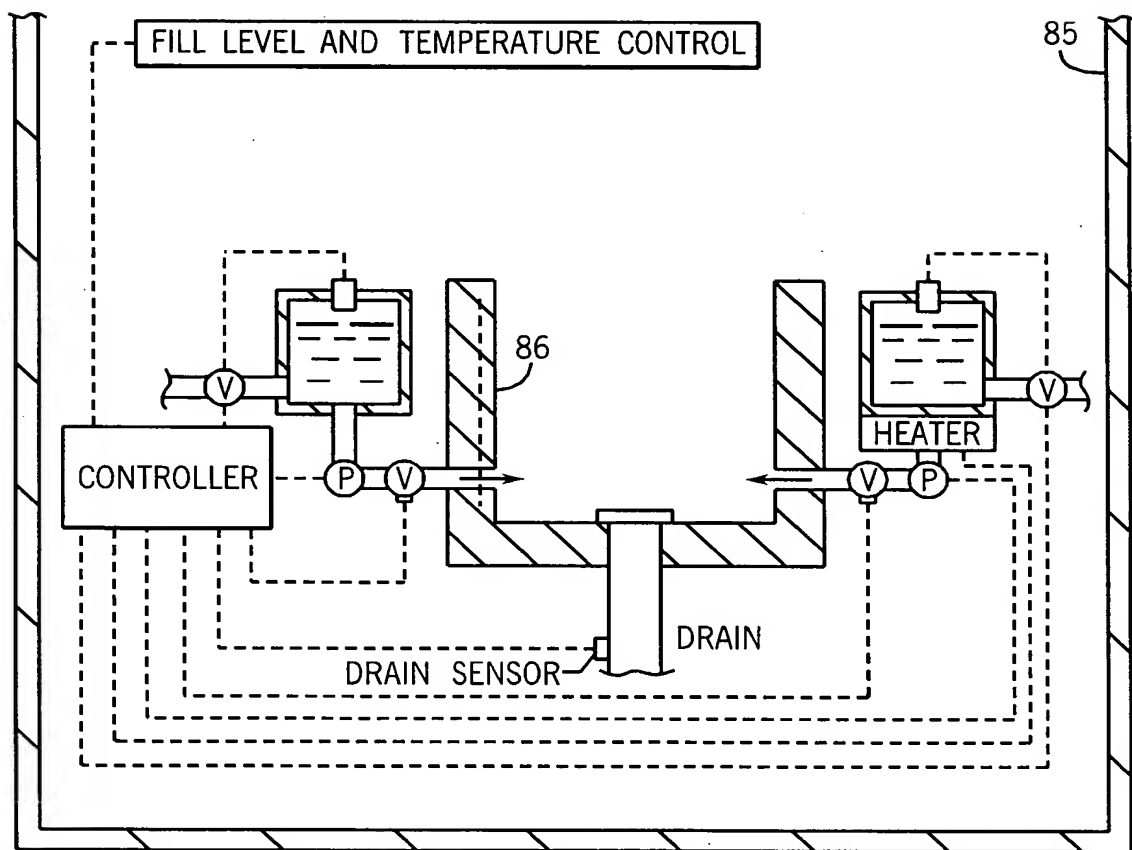 FILL LEVEL AND TEMPERATURE CONTROL
85
86
V
V
HEATER
CONTROLLER
P
V
V
P
DRAIN
DRAIN SENSOR